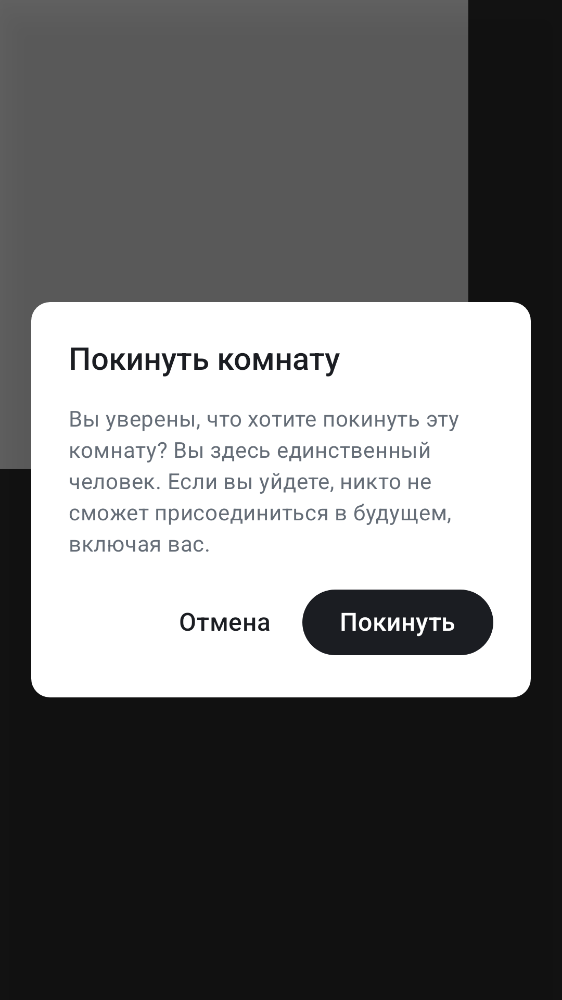 Покинуть комнату
Вы уверены, что хотите покинуть эту
комнату? Вы здесь единственный
человек. Если вы уйдете, никто не
сможет присоединиться в будущем,
включая вас.
Отмена
Покинуть